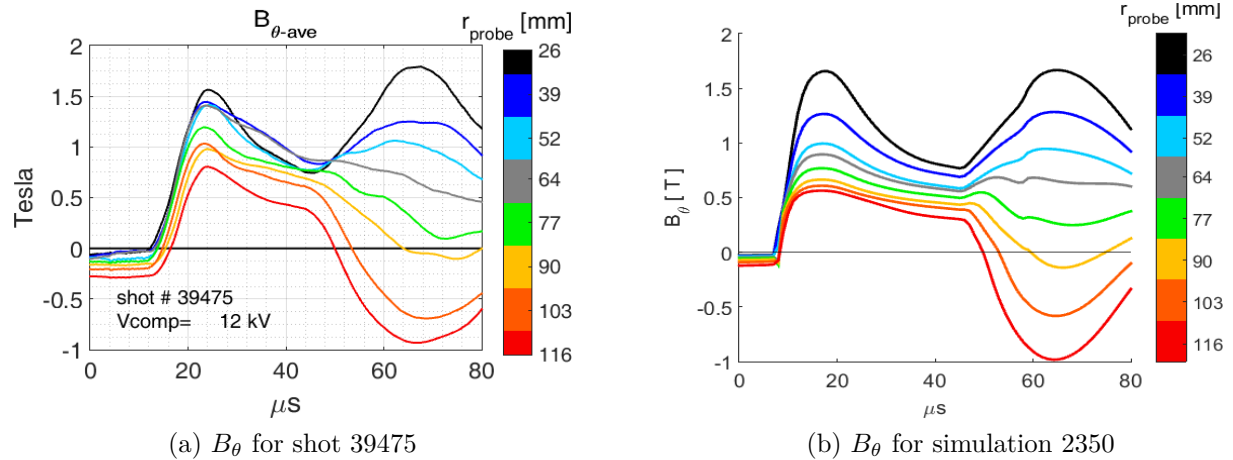 B_θ-ave
r_probe [mm]
2
1.5
1
0.5
0
-0.5
-1
Tesla
shot # 39475
Vcomp= 12 kV
0 20 40 60 80
μs
26
39
52
64
77
90
103
116
(a) B_θ for shot 39475
r_probe [mm]
2
1.5
1
0.5
0
-0.5
-1
B_θ [ T ]
0 20 40 60 80
μs
26
39
52
64
77
90
103
116
(b) B_θ for simulation 2350